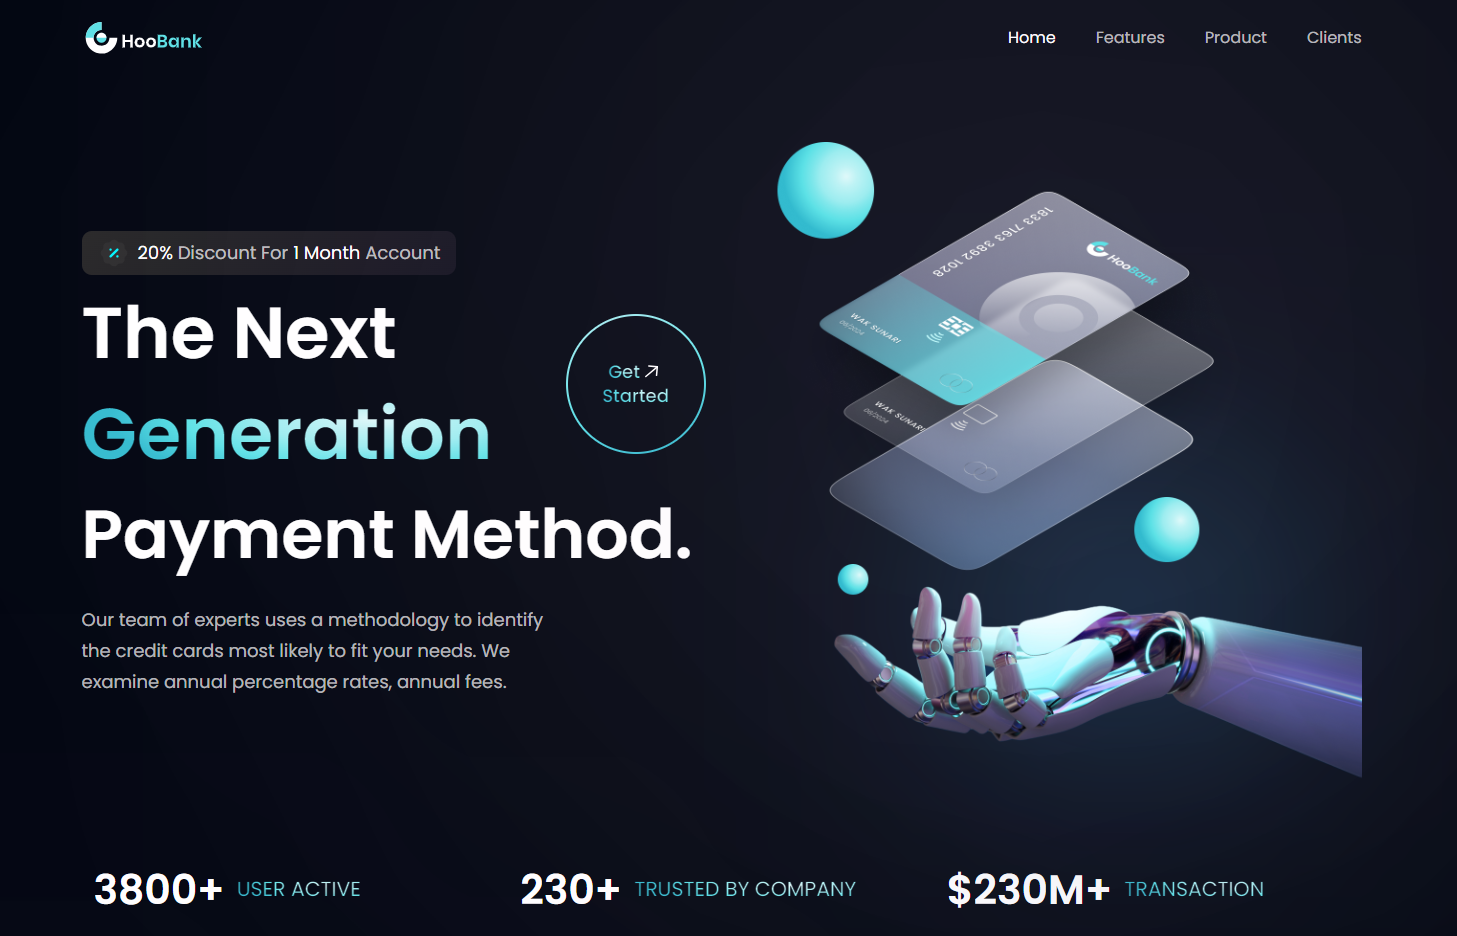 HooBank
Home Features Product Clients
20% Discount For 1 Month Account
The Next
Generation
Payment Method.
Get
Started
Our team of experts uses a methodology to identify
the credit cards most likely to fit your needs. We
examine annual percentage rates, annual fees.
1833 7163 3892 1028
HooBank
WAK SUNARI
09/2024
WAK SUNARI
09/2024
3800+ USER ACTIVE
230+ TRUSTED BY COMPANY
$230M+ TRANSACTION